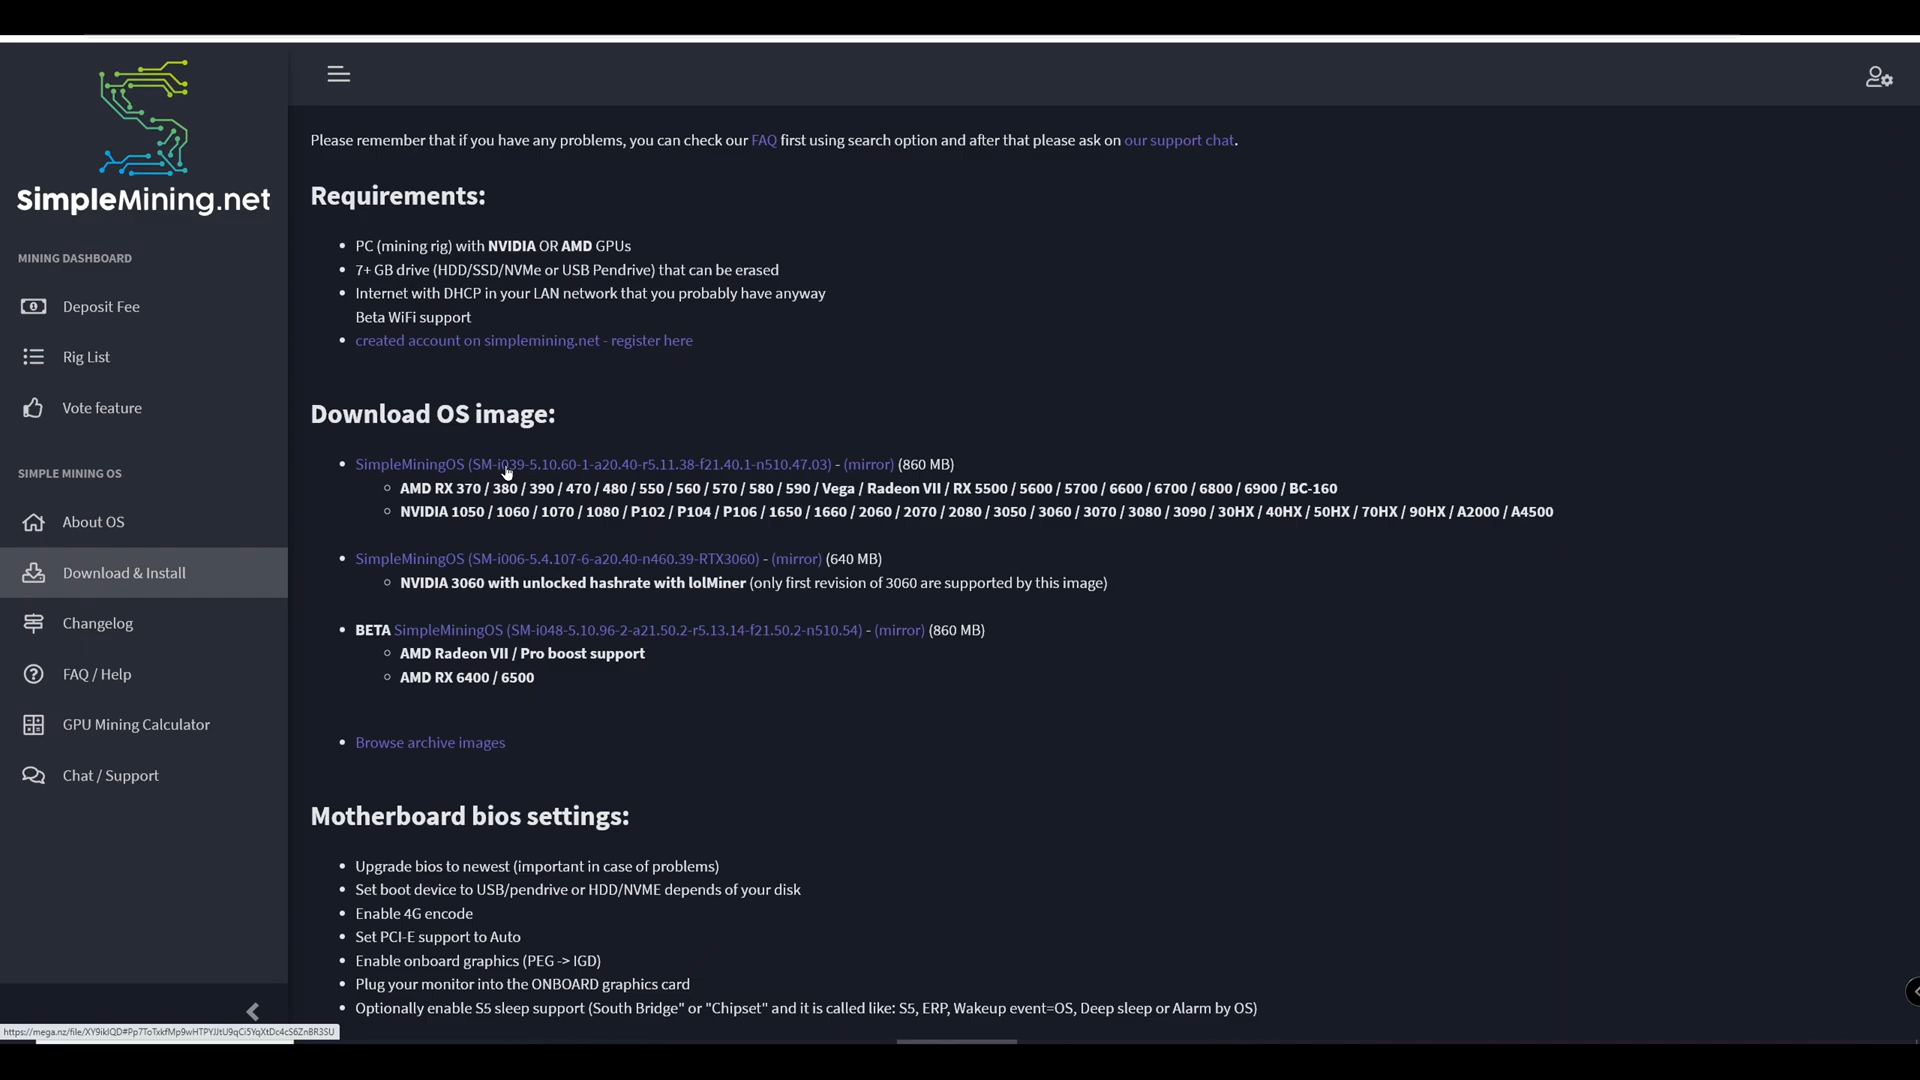 SimpleMining.net
MINING DASHBOARD
Deposit Fee
Rig List
Vote feature
SIMPLE MINING OS
About OS
Download & Install
Changelog
FAQ / Help
GPU Mining Calculator
Chat / Support
Please remember that if you have any problems, you can check our FAQ first using search option and after that please ask on our support chat.
Requirements:
PC (mining rig) with NVIDIA OR AMD GPUs
7+ GB drive (HDD/SSD/NVMe or USB Pendrive) that can be erased
Internet with DHCP in your LAN network that you probably have anyway
Beta WiFi support
created account on simplemining.net - register here
Download OS image:
SimpleMiningOS (SM-i039-5.10.60-1-a20.40-r5.11.38-f21.40.1-n510.47.03) - (mirror) (860 MB)
AMD RX 370 / 380 / 390 / 470 / 480 / 550 / 560 / 570 / 580 / 590 / Vega / Radeon VII / RX 5500 / 5600 / 5700 / 6600 / 6700 / 6800 / 6900 / BC-160
NVIDIA 1050 / 1060 / 1070 / 1080 / P102 / P104 / P106 / 1650 / 1660 / 2060 / 2070 / 2080 / 3050 / 3060 / 3070 / 3080 / 3090 / 30HX / 40HX / 50HX / 70HX / 90HX / A2000 / A4500
SimpleMiningOS (SM-i006-5.4.107-6-a20.40-n460.39-RTX3060) - (mirror) (640 MB)
NVIDIA 3060 with unlocked hashrate with lolMiner (only first revision of 3060 are supported by this image)
BETA SimpleMiningOS (SM-i048-5.10.96-2-a21.50.2-r5.13.14-f21.50.2-n510.54) - (mirror) (860 MB)
AMD Radeon VII / Pro boost support
AMD RX 6400 / 6500
Browse archive images
Motherboard bios settings:
Upgrade bios to newest (important in case of problems)
Set boot device to USB/pendrive or HDD/NVME depends of your disk
Enable 4G encode
Set PCI-E support to Auto
Enable onboard graphics (PEG -> IGD)
Plug your monitor into the ONBOARD graphics card
Optionally enable S5 sleep support (South Bridge" or "Chipset" and it is called like: S5, ERP, Wakeup event=OS, Deep sleep or Alarm by OS)